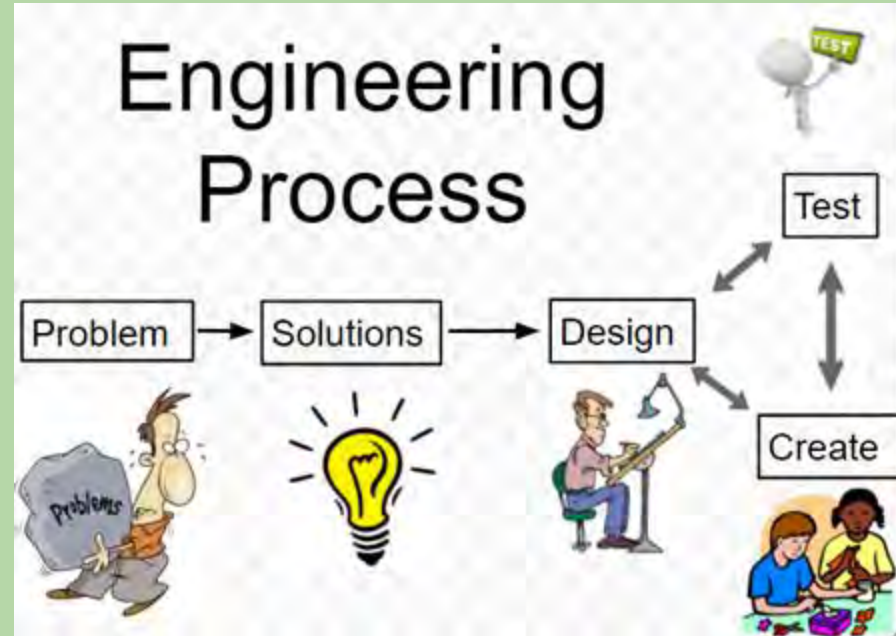 Engineering
Process
TEST
Test
Problem
Solutions
Design
Create
Problems